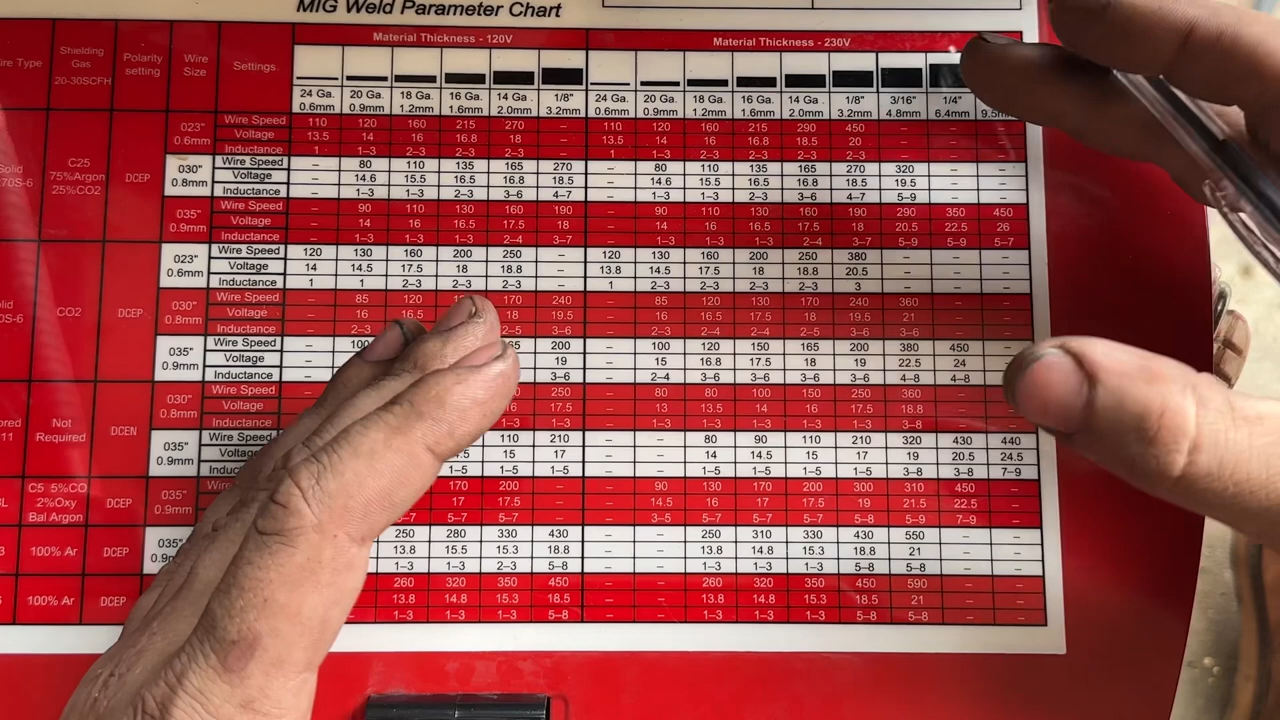 MIG Weld Parameter Chart
ire Type Shielding Gas 20-30SCFH Polarity setting Wire Size Settings Material Thickness - 120V Material Thickness - 230V
24 Ga. 20 Ga. 18 Ga. 16 Ga. 14 Ga. 1/8" 24 Ga. 20 Ga. 18 Ga. 16 Ga. 14 Ga. 1/8" 3/16" 1/4"
0.6mm 0.9mm 1.2mm 1.6mm 2.0mm 3.2mm 0.6mm 0.9mm 1.2mm 1.6mm 2.0mm 3.2mm 4.8mm 6.4mm 9.5mm
Solid 70S-6 C25 75%Argon 25%CO2 DCEP
023" Wire Speed 110 120 160 215 270 – 110 120 160 215 290 450 – – –
0.6mm Voltage 13.5 14 16 16.8 18 – 13.5 14 16 16.8 18.5 20 – – –
Inductance 1 1–3 2–3 2–3 2–3 – 1 1–3 2–3 2–3 2–3 2–3 – – –
030" Wire Speed – 80 110 135 165 270 – 80 110 135 165 270 320 – –
0.8mm Voltage – 14.6 15.5 16.5 16.8 18.5 – 14.6 15.5 16.5 16.8 18.5 19.5 – –
Inductance – 1–3 1–3 2–3 3–6 4–7 – 1–3 1–3 2–3 3–6 4–7 5–9 – –
035" Wire Speed – 90 110 130 160 190 – 90 110 130 160 190 290 350 450
0.9mm Voltage – 14 16 16.5 17.5 18 – 14 16 16.5 17.5 18 20.5 22.5 26
Inductance – 1–3 1–3 1–3 2–4 3–7 – 1–3 1–3 1–3 2–4 3–7 5–9 5–9 5–7
lid 0S-6 CO2 DCEP
023" Wire Speed 120 130 160 200 250 – 120 130 160 200 250 380 – – –
0.6mm Voltage 14 14.5 17.5 18 18.8 – 13.8 14.5 17.5 18 18.8 20.5 – – –
Inductance 1 1 2–3 2–3 2–3 – 1 2–3 2–3 2–3 2–3 3 – – –
030" Wire Speed – 85 120 170 240 – 85 120 130 170 240 360 – –
0.8mm Voltage – 16 16.5 18 19.5 – 16 16.5 17.5 18 19.5 21 – –
Inductance – 2–3 2–5 3–6 – 2–3 2–4 2–4 2–5 3–6 3–6 – –
035" Wire Speed – 100 65 200 – 100 120 150 165 200 380 450 –
0.9mm Voltage – 19 – 15 16.8 17.5 18 19 22.5 24
Inductance – 3–6 – 2–4 3–6 3–6 3–6 3–6 4–8 4–8 –
ored 11 Not Required DCEN
030" Wire Speed 250 – 80 80 100 150 250 360 – –
0.8mm Voltage 16 17.5 – 13 13.5 14 16 17.5 18.8 –
Inductance 1–3 1–3 – 1–3 1–3 1–3 1–3 1–3 3–8 – –
035" Wire Speed 110 210 – – 80 90 110 210 320 430 440
0.9mm Voltage 4.5 15 17 – – 14 14.5 15 17 19 20.5 24.5
1–5 1–5 1–5 – – 1–5 1–5 1–5 1–5 3–8 3–8 7–9
C5 5%CO 2%Oxy Bal Argon DCEP
035" Wire 170 200 – – 90 130 170 200 300 310 450 –
0.9mm 17 17.5 – – 14.5 16 17 17.5 19 21.5 22.5 –
5–7 5–7 5–7 – – 3–5 5–7 5–7 5–7 5–8 5–9 7–9 –
100% Ar DCEP
035" 250 280 330 430 – – 250 310 330 430 550 – –
13.8 15.5 15.3 18.8 – – 13.8 14.8 15.3 18.8 21 – –
1–3 1–3 2–3 5–8 – – 1–3 1–3 1–3 5–8 5–8 – –
100% Ar DCEP
260 320 350 450 – – 260 320 350 450 590 – –
13.8 14.8 15.3 18.5 – – 13.8 14.8 15.3 18.5 21 – –
1–3 1–3 1–3 5–8 – – 1–3 1–3 1–3 5–8 5–8 – –